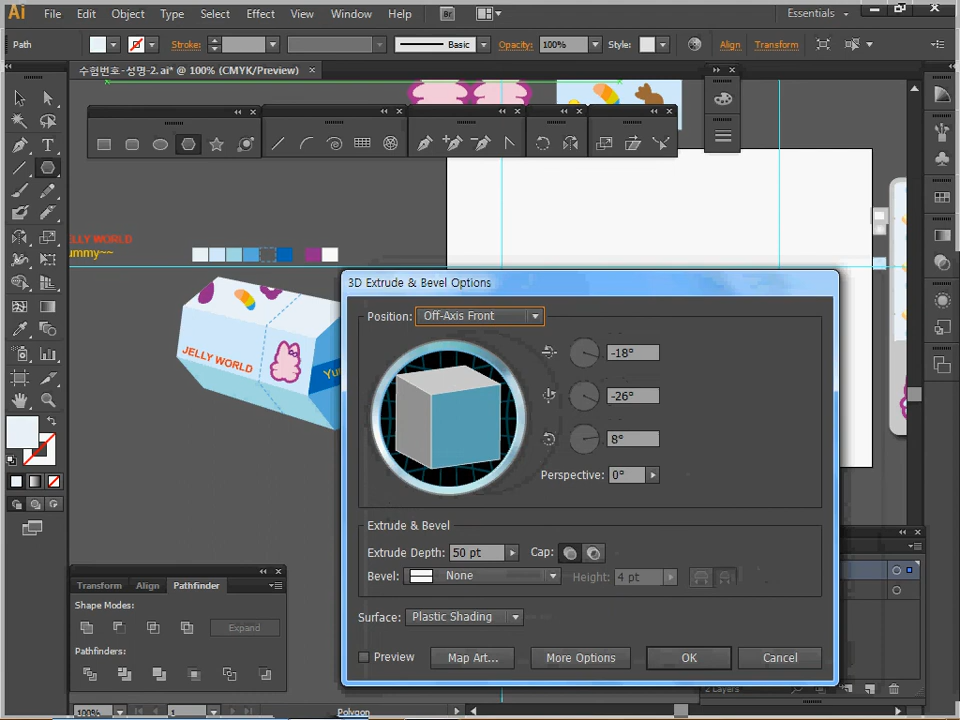 Ai File Edit Object Type Select Effect View Window Help Br Essentials
Path Stroke: Basic Opacity: 100% Style: Align Transform
수험번호-성명-2.ai* @ 100% (CMYK/Preview) ×
JELLY WORLD
ummy~~
JELLY WORLD
Yu
3D Extrude & Bevel Options
Position: Off-Axis Front
-18°
-26°
8°
Perspective: 0°
Extrude & Bevel
Extrude Depth: 50 pt Cap:
Bevel: None Height: 4 pt
Surface: Plastic Shading
Preview Map Art... More Options OK Cancel
Transform Align Pathfinder
Shape Modes:
Expand
Pathfinders:
2 Layers
100% 1 Polygon